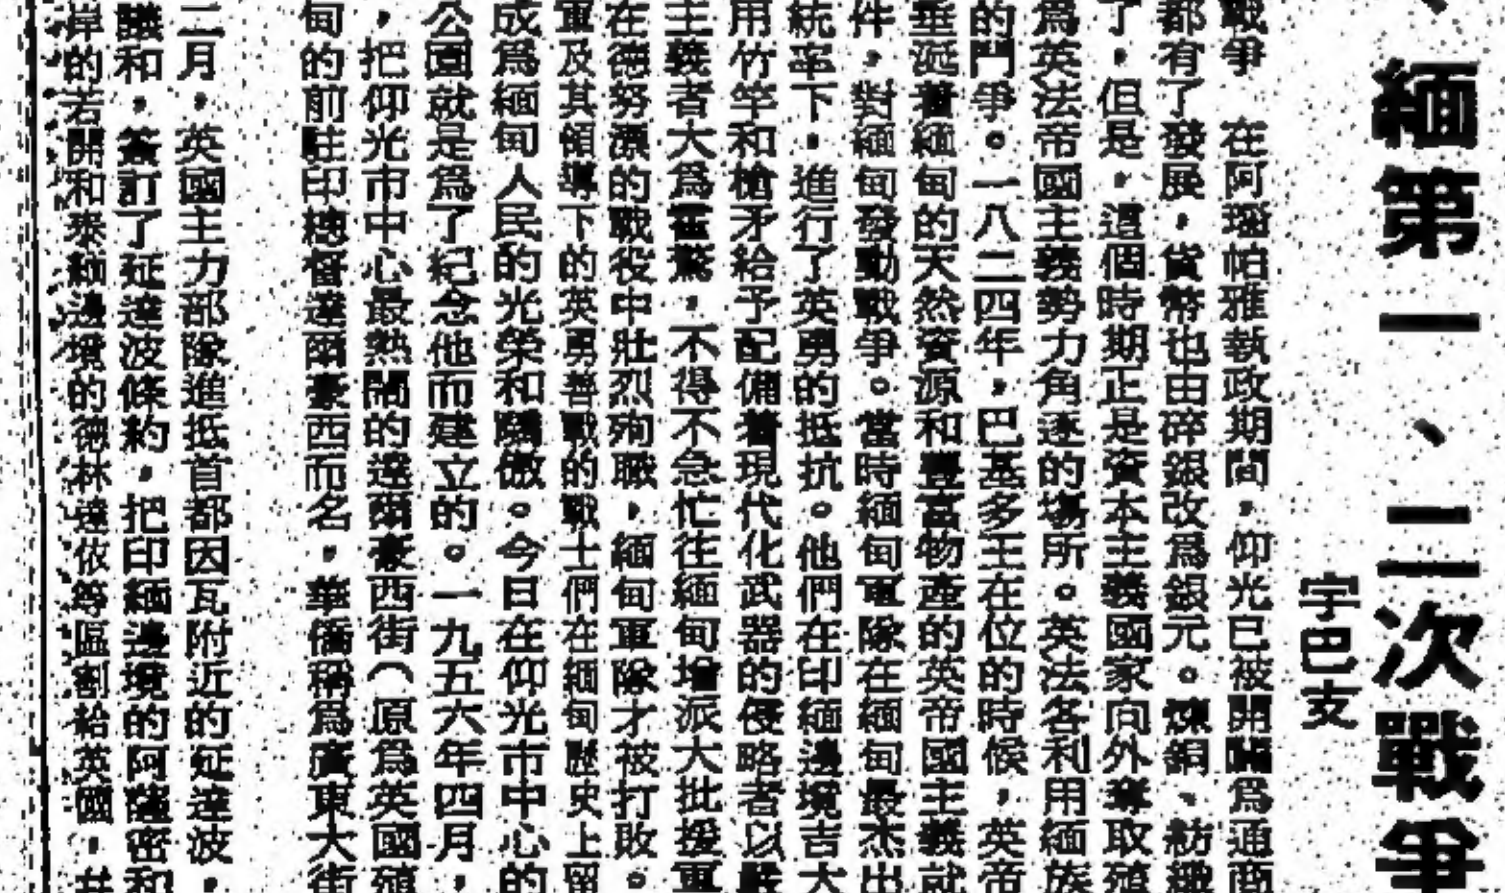 、緬第一、二次戰爭
宇巴支
戰爭 在阿瑙帕雅執政期間，仰光已被開闢爲通商
都有了發展，貨幣也由碎銀改爲銀元。煉銅、紡織
了，但是，這個時期正是資本主義國家向外奪取殖
爲英法帝國主義勢力角逐的場所。英法各利用緬族
的鬥爭。一八二四年，巴基多王在位的時候，英帝
垂涎着緬甸的天然資源和豐富物產的英帝國主義就
件，對緬甸發動戰爭。當時緬甸軍隊在緬甸最杰出
統率下，進行了英勇的抵抗。他們在印緬邊境吉大
用竹竿和槍矛給予配備着現代化武器的侵略者以嚴
主義者大爲震驚，不得不急忙往緬甸增派大批援軍
在德努漂的戰役中壯烈殉職，緬甸軍隊才被打敗。
軍及其領導下的英勇善戰的戰士們在緬甸歷史上留
成爲緬甸人民的光榮和驕傲。今日在仰光市中心的
公園就是爲了紀念他而建立的。一九五六年四月，
，把仰光市中心最熱鬧的達爾豪西街（原爲英國殖
甸的前駐印總督達爾豪西而名，華僑稱爲廣東大街
二月，英國主力部隊進抵首都因瓦附近的延達波，
議和，簽訂了延達波條約，把印緬邊境的阿薩密和
岸的若開和泰緬邊境的德林達依等區割給英國，并